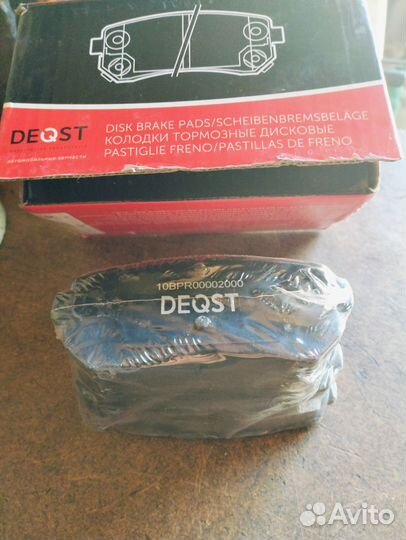 DEQST
АВТОМОБИЛЬНЫЕ ЗАПЧАСТИ
DISK BRAKE PADS/SCHEIBENBREMSBELÄGE
КОЛОДКИ ТОРМОЗНЫЕ ДИСКОВЫЕ
PASTIGLIE FRENO/PASTILLAS DE FRENO
10BPR00002000
DEQST
Avito